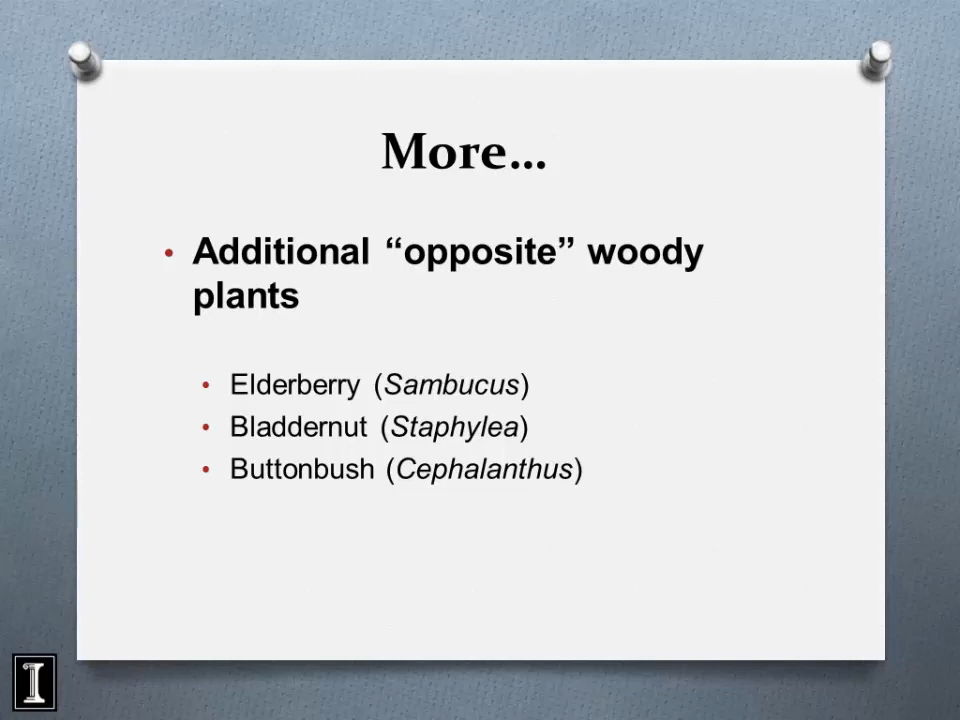 More...
• Additional “opposite” woody
plants
• Elderberry (Sambucus)
• Bladdernut (Staphylea)
• Buttonbush (Cephalanthus)
I